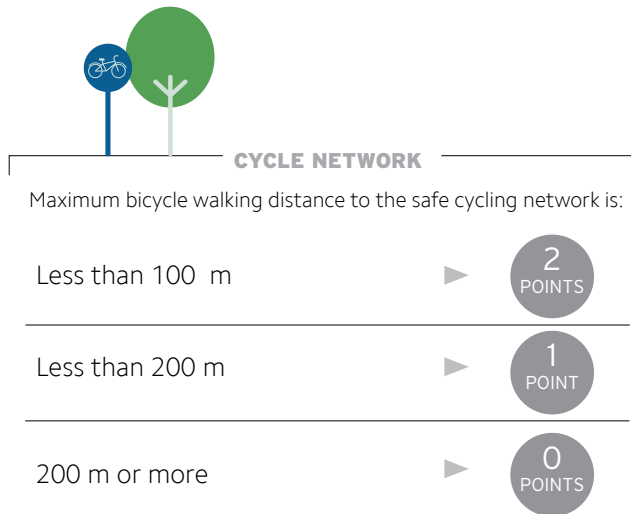 CYCLE NETWORK
Maximum bicycle walking distance to the safe cycling network is:
Less than 100 m
2
POINTS
Less than 200 m
1
POINT
200 m or more
0
POINTS